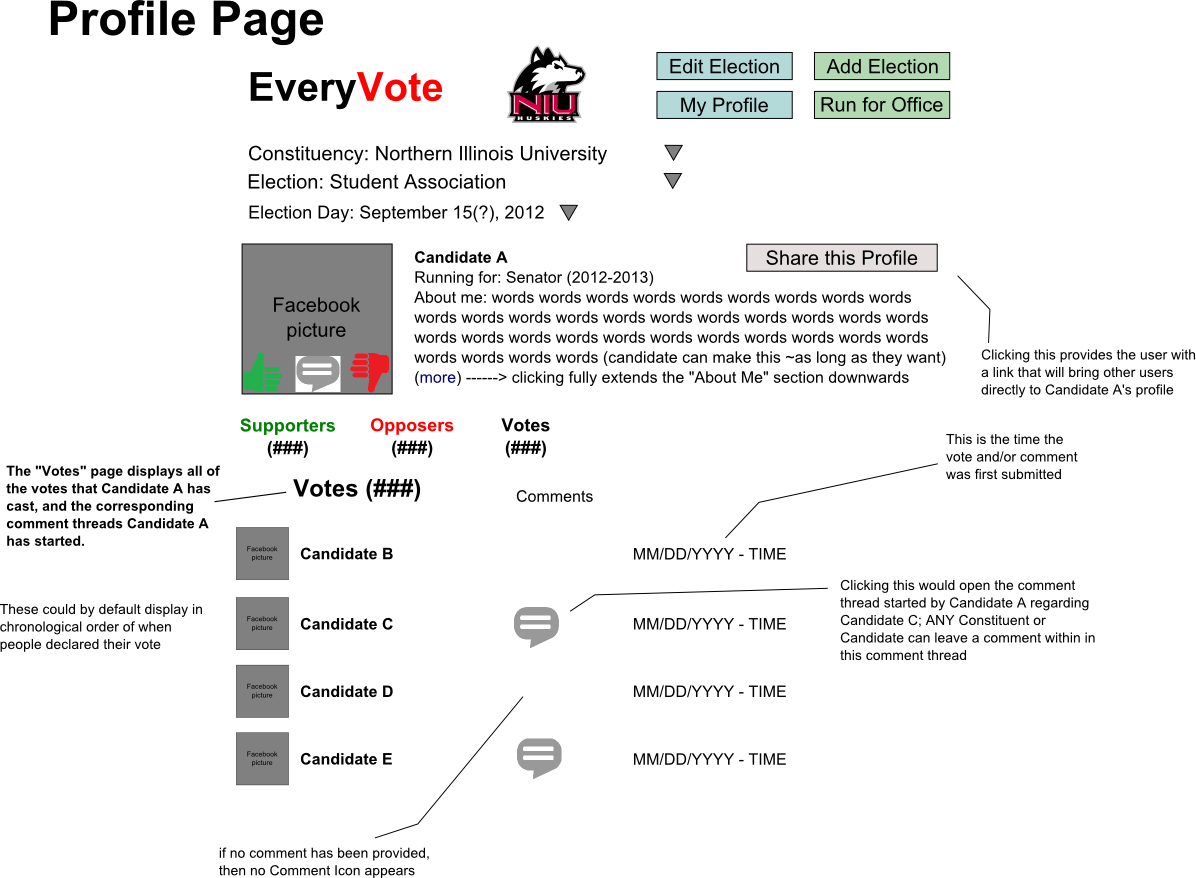 Profile Page
EveryVote
NIU
HUSKIES
Edit Election
Add Election
My Profile
Run for Office
Constituency: Northern Illinois University
Election: Student Association
Election Day: September 15(?), 2012
Facebook
picture
Candidate A
Share this Profile
Running for: Senator (2012-2013)
About me: words words words words words words words words words
words words words words words words words words words words words
words words words words words words words words words words words
words words words words (candidate can make this ~as long as they want)
(more) ------> clicking fully extends the "About Me" section downwards
Clicking this provides the user with
a link that will bring other users
directly to Candidate A's profile
Supporters
(###)
Opposers
(###)
Votes
(###)
This is the time the
vote and/or comment
was first submitted
The "Votes" page displays all of
the votes that Candidate A has
cast, and the corresponding
comment threads Candidate A
has started.
Votes (###)
Comments
Facebook
picture
Candidate B
MM/DD/YYYY - TIME
These could by default display in
chronological order of when
people declared their vote
Facebook
picture
Candidate C
MM/DD/YYYY - TIME
Clicking this would open the comment
thread started by Candidate A regarding
Candidate C; ANY Constituent or
Candidate can leave a comment within in
this comment thread
Facebook
picture
Candidate D
MM/DD/YYYY - TIME
Facebook
picture
Candidate E
MM/DD/YYYY - TIME
if no comment has been provided,
then no Comment Icon appears